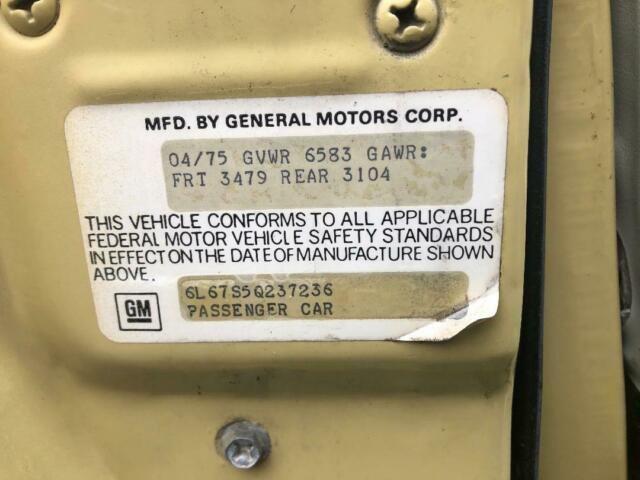 MFD. BY GENERAL MOTORS CORP.
04/75 GVWR 6583 GAWR:
FRT 3479 REAR 3104
THIS VEHICLE CONFORMS TO ALL APPLICABLE
FEDERAL MOTOR VEHICLE SAFETY STANDARDS
IN EFFECT ON THE DATE OF MANUFACTURE SHOWN
ABOVE.
6L67S5Q237236
GM PASSENGER CAR